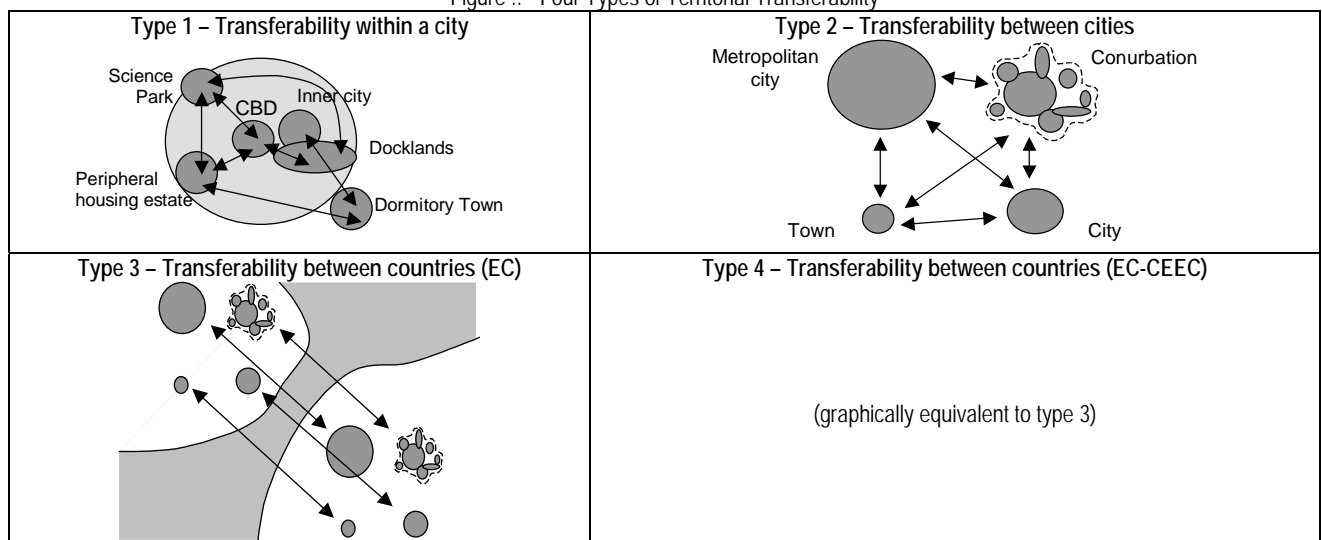 Figure .. Four Types of Territorial Transferability
Type 1 – Transferability within a city
Science
Park
CBD
Inner city
Docklands
Peripheral
housing estate
Dormitory Town
Type 2 – Transferability between cities
Metropolitan
city
Conurbation
Town
City
Type 3 – Transferability between countries (EC)
Type 4 – Transferability between countries (EC-CEEC)
(graphically equivalent to type 3)